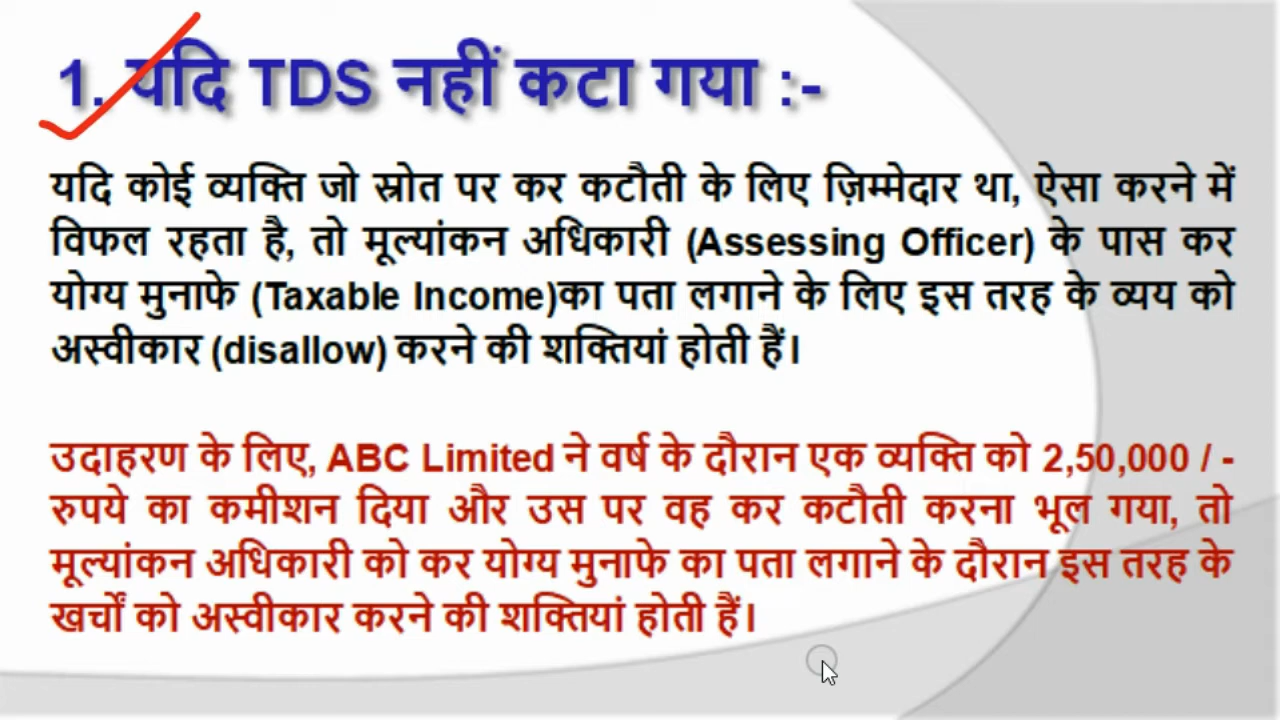 1. यदि TDS नहीं कटा गया :-
यदि कोई व्यक्ति जो स्रोत पर कर कटौती के लिए ज़िम्मेदार था, ऐसा करने में
विफल रहता है, तो मूल्यांकन अधिकारी (Assessing Officer) के पास कर
योग्य मुनाफे (Taxable Income)का पता लगाने के लिए इस तरह के व्यय को
अस्वीकार (disallow) करने की शक्तियां होती हैं।
उदाहरण के लिए, ABC Limited ने वर्ष के दौरान एक व्यक्ति को 2,50,000 / -
रुपये का कमीशन दिया और उस पर वह कर कटौती करना भूल गया, तो
मूल्यांकन अधिकारी को कर योग्य मुनाफे का पता लगाने के दौरान इस तरह के
खर्चों को अस्वीकार करने की शक्तियां होती हैं।